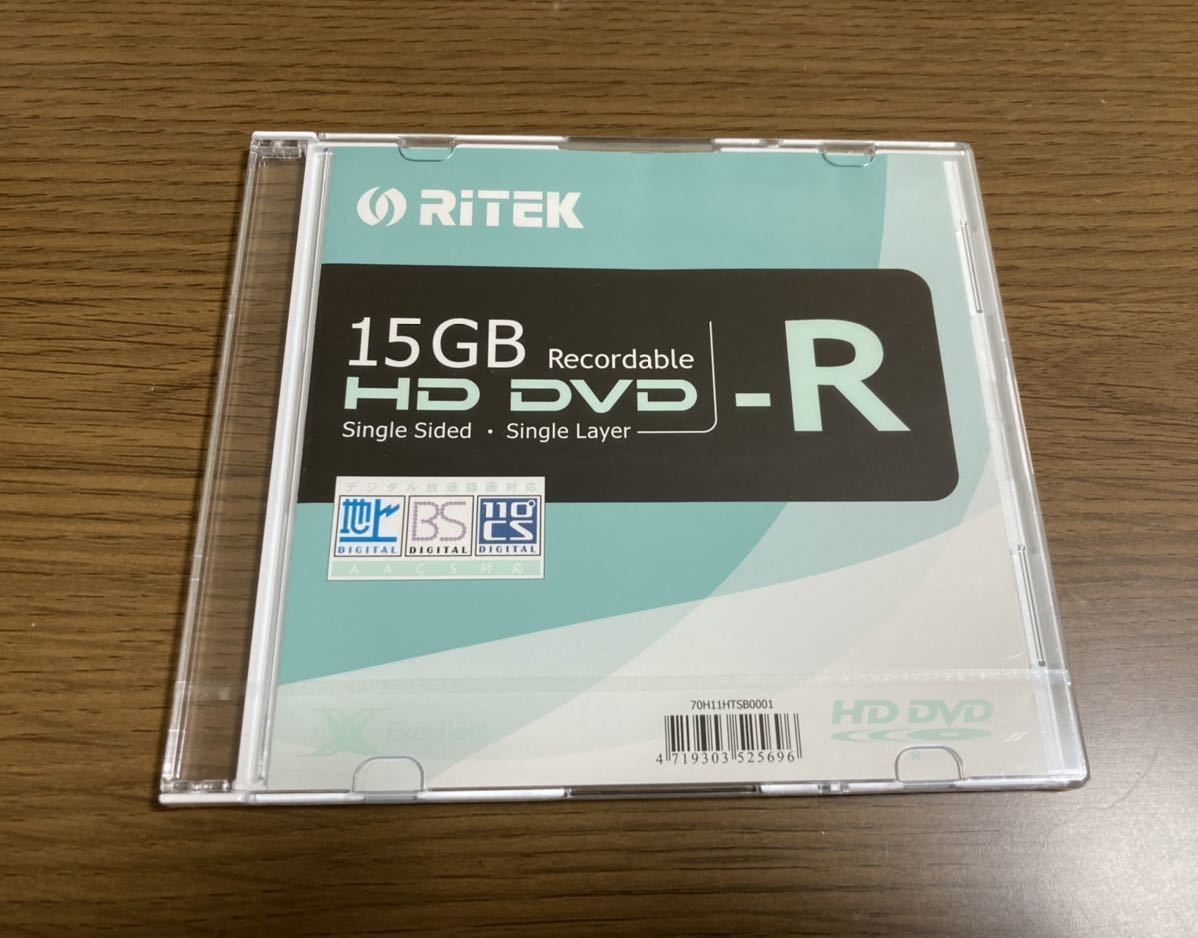 RiTEK
15GB Recordable
HD DVD -R
Single Sided · Single Layer
デジタル放送録画対応
地上 BS 110°CS
DIGITAL DIGITAL DIGITAL
AACS対応
Excellent
70H11HTSB0001
4 719303 525696
HD DVD
R